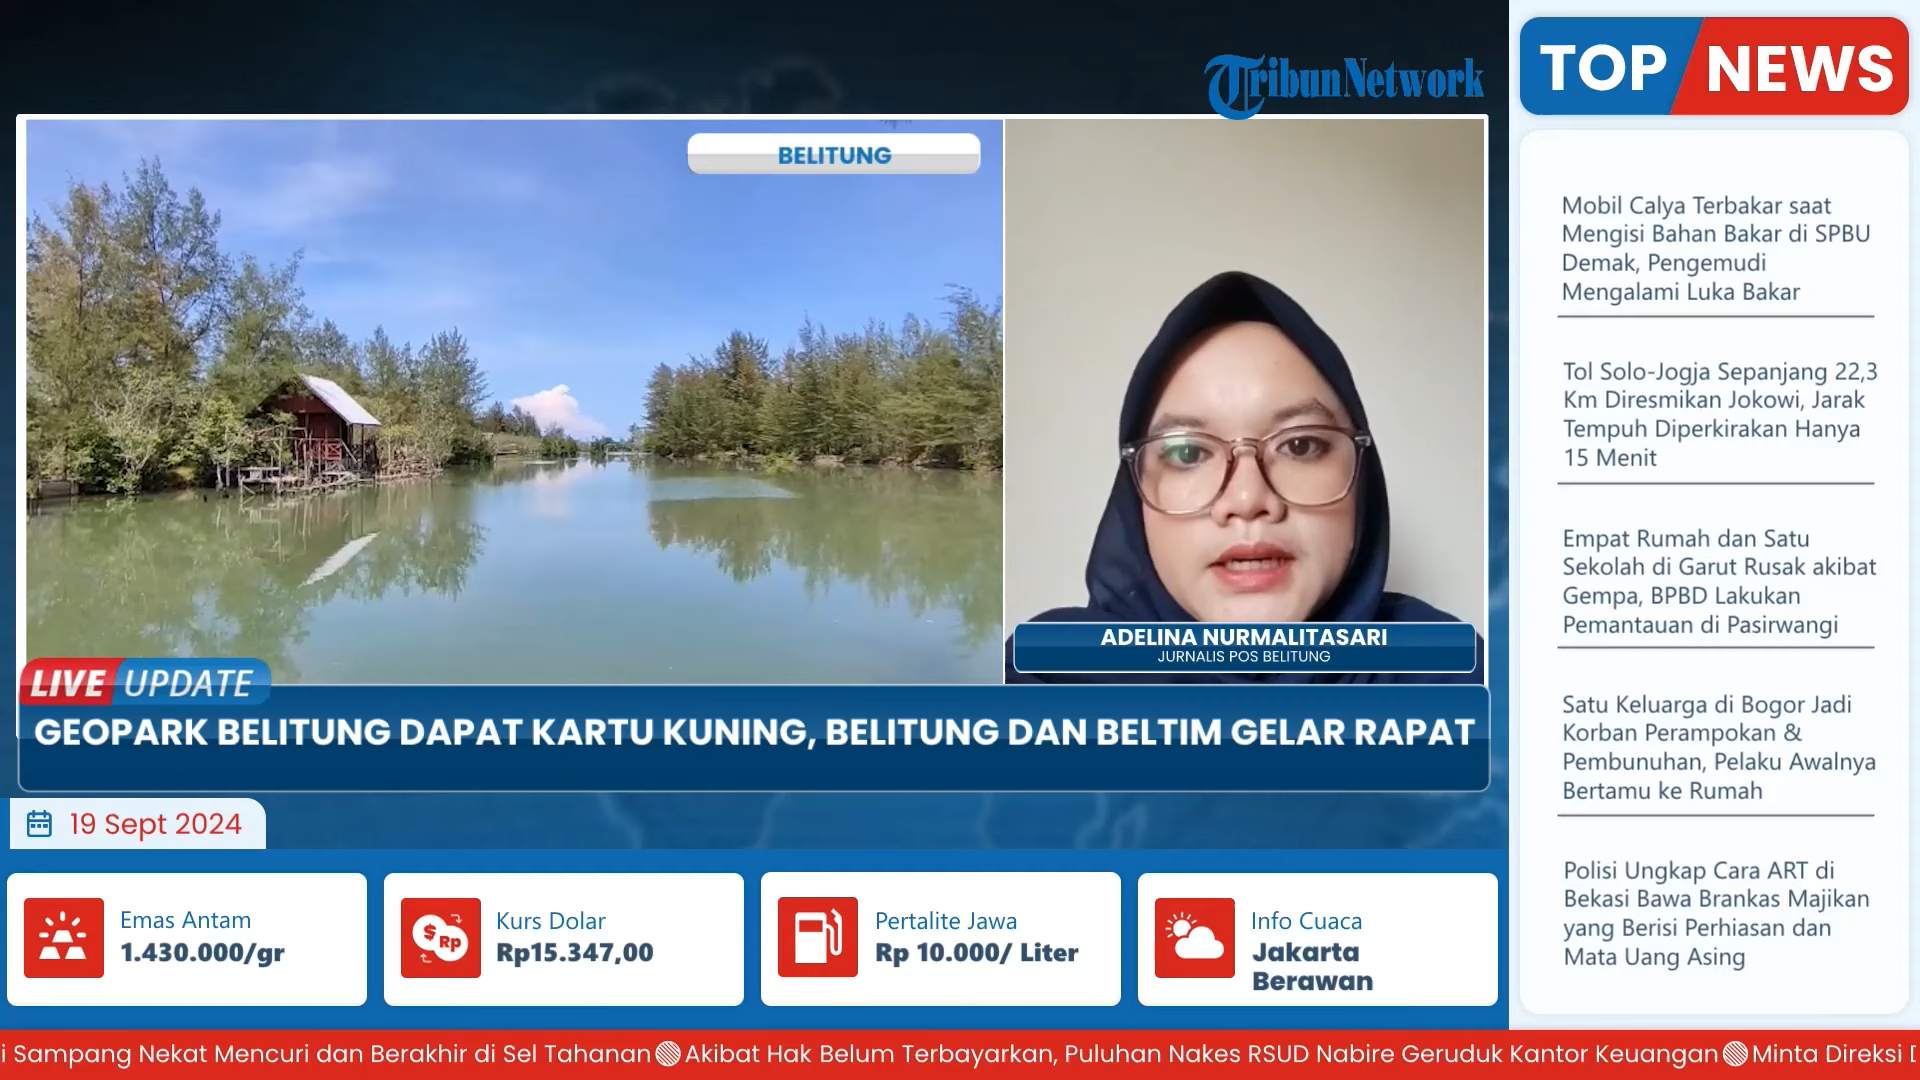 TribunNetwork
BELITUNG
ADELINA NURMALITASARI
JURNALIS POS BELITUNG
LIVE UPDATE
GEOPARK BELITUNG DAPAT KARTU KUNING, BELITUNG DAN BELTIM GELAR RAPAT
19 Sept 2024
Emas Antam
1.430.000/gr
Kurs Dolar
Rp15.347,00
Pertalite Jawa
Rp 10.000/ Liter
Info Cuaca
Jakarta
Berawan
TOP NEWS
Mobil Calya Terbakar saat
Mengisi Bahan Bakar di SPBU
Demak, Pengemudi
Mengalami Luka Bakar
Tol Solo-Jogja Sepanjang 22,3
Km Diresmikan Jokowi, Jarak
Tempuh Diperkirakan Hanya
15 Menit
Empat Rumah dan Satu
Sekolah di Garut Rusak akibat
Gempa, BPBD Lakukan
Pemantauan di Pasirwangi
Satu Keluarga di Bogor Jadi
Korban Perampokan &
Pembunuhan, Pelaku Awalnya
Bertamu ke Rumah
Polisi Ungkap Cara ART di
Bekasi Bawa Brankas Majikan
yang Berisi Perhiasan dan
Mata Uang Asing
i Sampang Nekat Mencuri dan Berakhir di Sel Tahanan Akibat Hak Belum Terbayarkan, Puluhan Nakes RSUD Nabire Geruduk Kantor Keuangan Minta Direksi